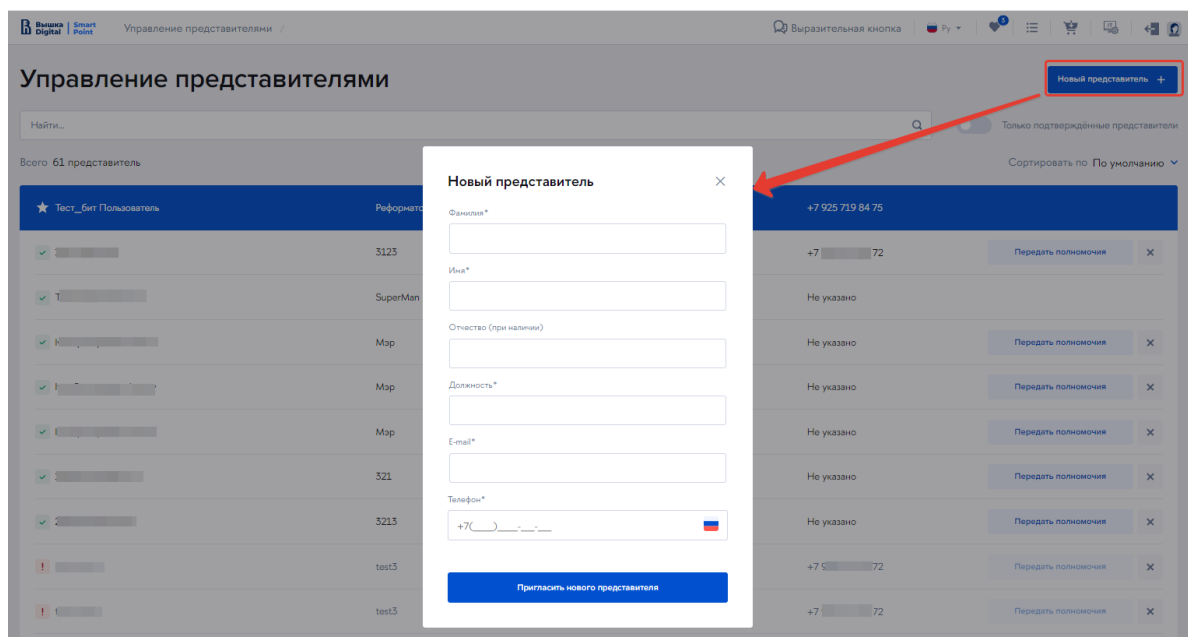 Вышка Digital | Smart Point Управление представителями / Выразительная кнопка Ру 3
Управление представителями
Новый представитель +
Найти...
Только подтверждённые представители
Всего 61 представитель
Сортировать по По умолчанию
Тест_бит Пользователь +7 925 719 84 75
3123 +7 72 Передать полномочия
SuperMan Не указано
Мэр Не указано Передать полномочия
Мэр Не указано Передать полномочия
Мэр Не указано Передать полномочия
321 Не указано Передать полномочия
3213 Не указано Передать полномочия
test3 +7 72 Передать полномочия
test3 +7 72 Передать полномочия
Новый представитель
Фамилия*
Имя*
Отчество (при наличии)
Должность*
E-mail*
Телефон*
+7(___)___-__-__
Пригласить нового представителя